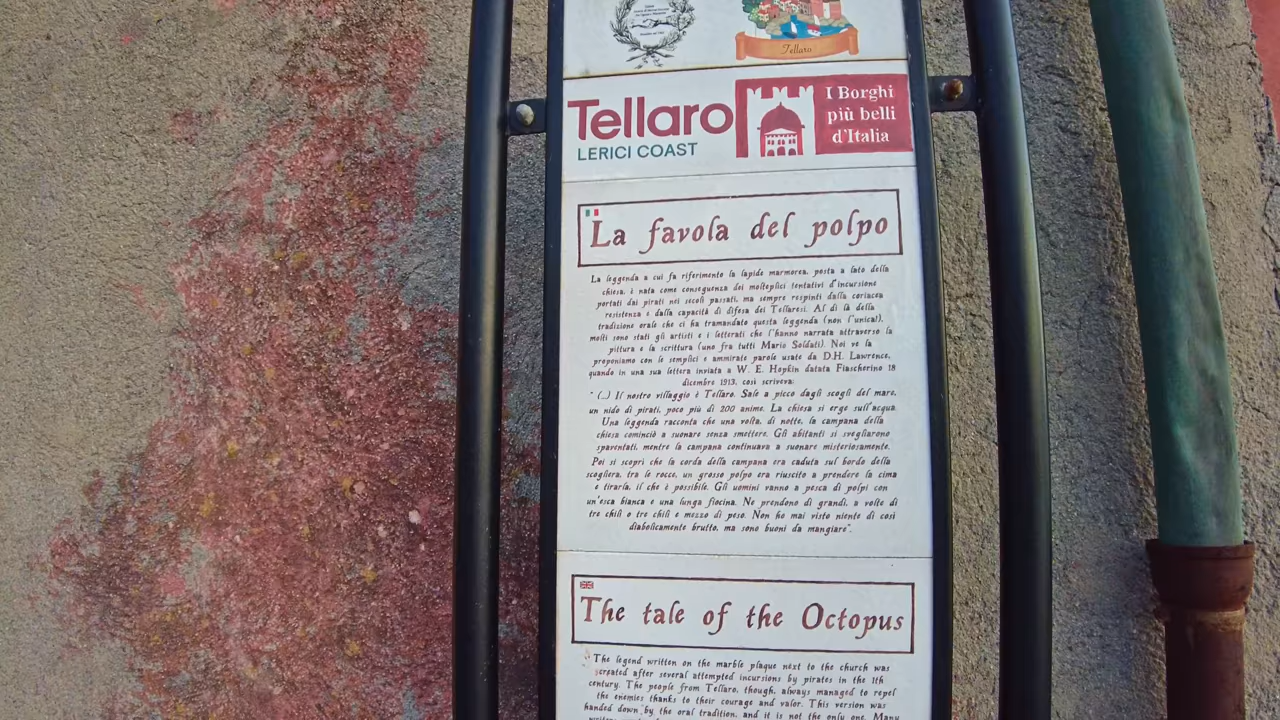 Tellaro
Tellaro
LERICI COAST
I Borghi
più belli
d'Italia
La favola del polpo
La leggenda a cui fa riferimento la lapide marmorea, posta a lato della
chiesa, è nata come conseguenza dei molteplici tentativi d'incursione
portati dai pirati nei secoli passati, ma sempre respinti dalla coriacea
resistenza e dalla capacità di difesa dei Tellaresi. Al di là della
tradizione orale che ci ha tramandato questa leggenda (non l'unica!),
molti sono stati gli artisti e i letterati che l'hanno narrata attraverso la
pittura e la scrittura (uno fra tutti Mario Soldati). Noi ve la
proponiamo con le semplici e ammirate parole usate da D.H. Lawrence,
quando in una sua lettera inviata a W. E. Hopkin datata Fiascherino 18
dicembre 1913, così scriveva:
" (...) Il nostro villaggio è Tellaro. Sale a picco dagli scogli del mare,
un nido di pirati, poco più di 200 anime. La chiesa si erge sull'acqua.
Una leggenda racconta che una volta, di notte, la campana della
chiesa cominciò a suonare senza smettere. Gli abitanti si svegliarono
spaventati, mentre la campana continuava a suonare misteriosamente.
Poi si scoprì che la corda della campana era caduta sul bordo della
scogliera, tra le rocce, un grosso polpo era riuscito a prendere la cima
e tirarla, il che è possibile. Gli uomini vanno a pesca di polpi con
un'esca bianca e una lunga fiocina. Ne prendono di grandi, a volte di
tre chili o tre chili e mezzo di peso. Non ho mai visto niente di così
diabolicamente brutto, ma sono buoni da mangiare".
The tale of the Octopus
The legend written on the marble plaque next to the church was
created after several attempted incursions by pirates in the 1th
century. The people from Tellaro, though, always managed to repel
the enemies thanks to their courage and valor. This version was
handed down by the oral tradition, and it is not the only one. Many